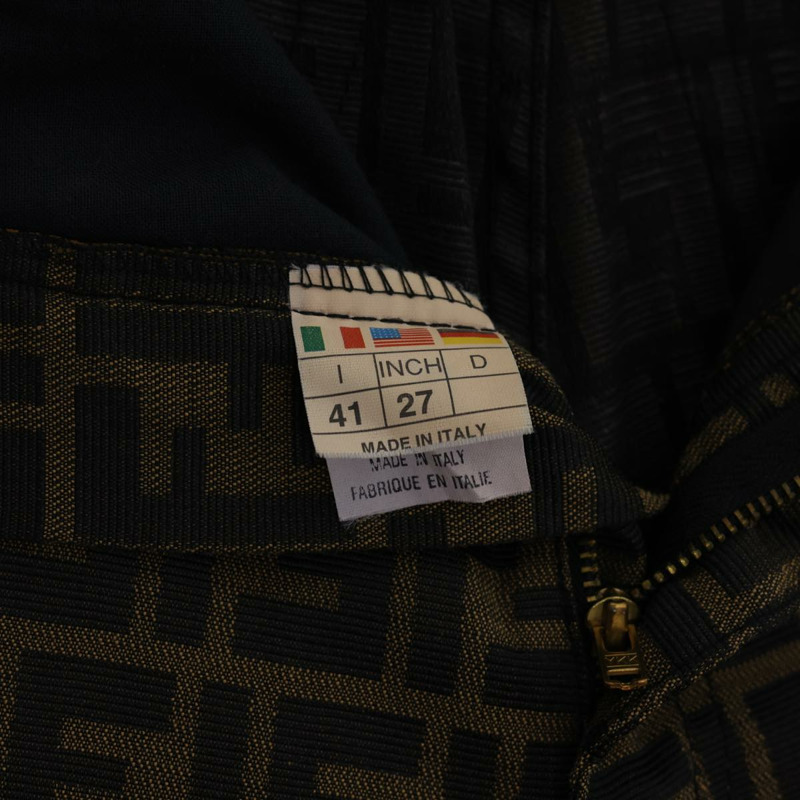 I INCH D
41 27
MADE IN ITALY
MADE IN ITALY
FABRIQUE EN ITALIE